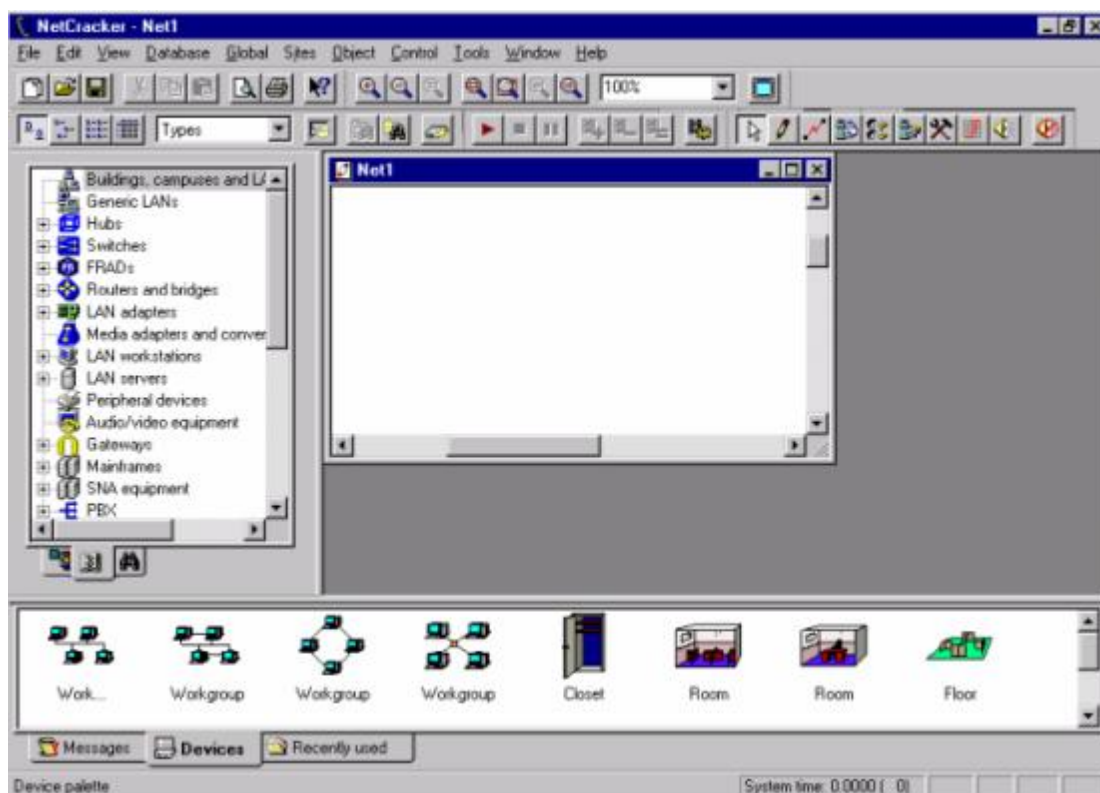 NetCracker - Net1
File Edit View Database Global Sites Object Control Tools Window Help
100%
Types
Buildings, campuses and LA
Generic LANs
Hubs
Switches
FRADs
Routers and bridges
LAN adapters
Media adapters and conver
LAN workstations
LAN servers
Peripheral devices
Audio/video equipment
Gateways
Mainframes
SNA equipment
PBX
Net1
Work... Workgroup Workgroup Workgroup Closet Room Room Floor
Messages Devices Recently used
Device palette System time: 0.0000 ( 0)